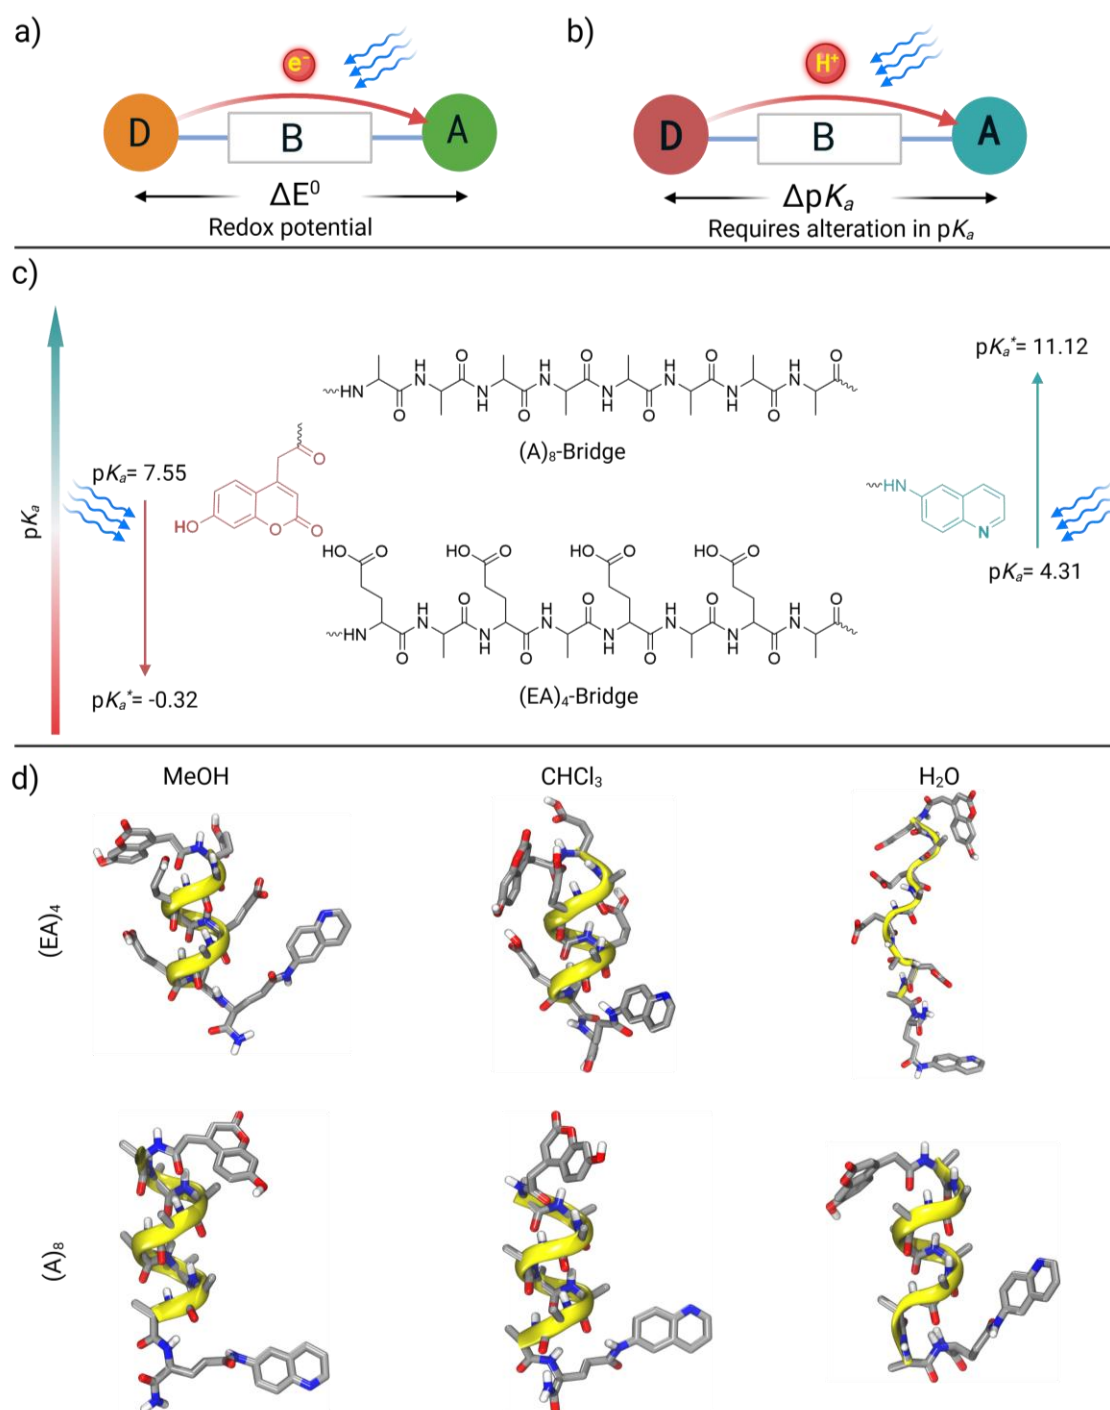 a)
e⁻
D
B
A
ΔE⁰
Redox potential
b)
H⁺
D
B
A
ΔpKₐ
Requires alteration in pKₐ
c)
pKₐ
pKₐ= 7.55
pKₐ*= -0.32
HO
O
O
O
HN
O
H
N
O
N
H
O
H
N
O
N
H
O
H
N
O
N
H
O
H
N
O
(A)₈-Bridge
HO
O
HO
O
HO
O
HO
O
HN
O
H
N
O
N
H
O
H
N
O
N
H
O
H
N
O
N
H
O
H
N
O
(EA)₄-Bridge
pKₐ*= 11.12
HN
N
pKₐ= 4.31
d)
MeOH
CHCl₃
H₂O
(EA)₄
(A)₈